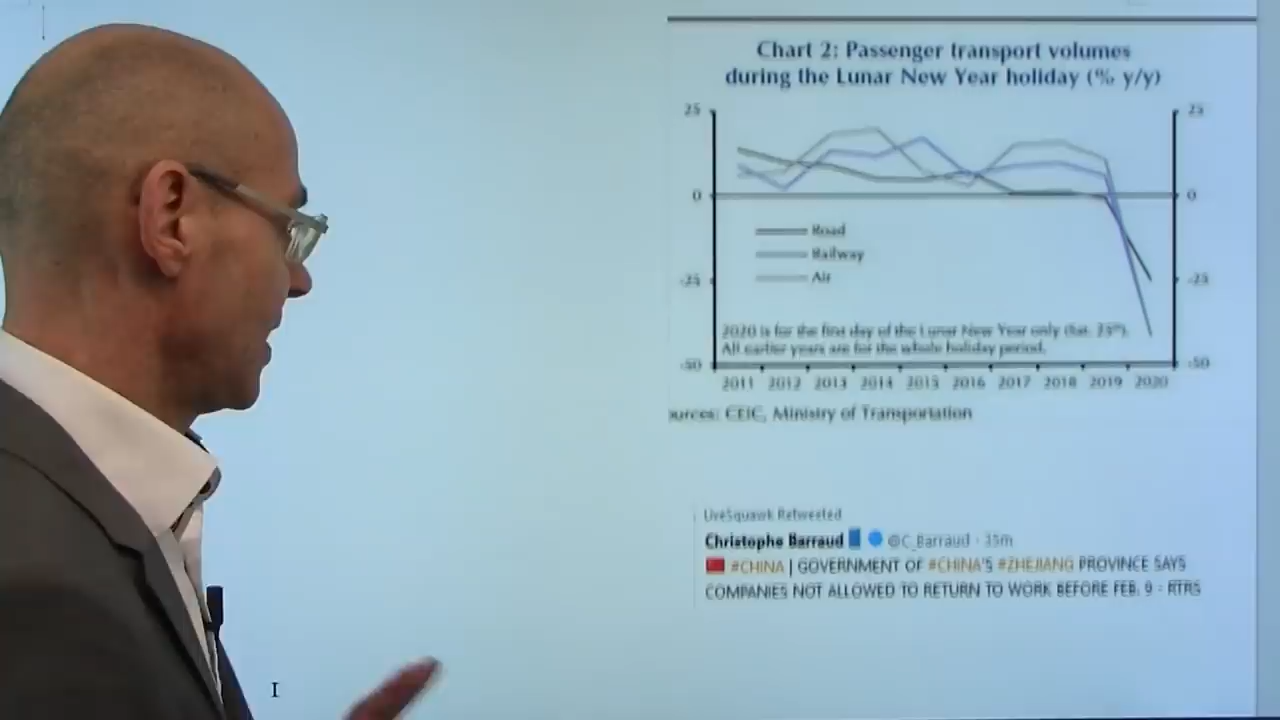 Chart 2: Passenger transport volumes
during the Lunar New Year holiday (% y/y)
25 25
0 0
Road
Railway
Air
-25 -25
2020 is for the first day of the Lunar New Year only (Sat. 25th).
All earlier years are for the whole holiday period.
-50 -50
2011 2012 2013 2014 2015 2016 2017 2018 2019 2020
urces: CEIC, Ministry of Transportation
LiveSquawk Retweeted
Christophe Barraud @C_Barraud · 35m
#CHINA | GOVERNMENT OF #CHINA'S #ZHEJIANG PROVINCE SAYS
COMPANIES NOT ALLOWED TO RETURN TO WORK BEFORE FEB. 9 - RTRS